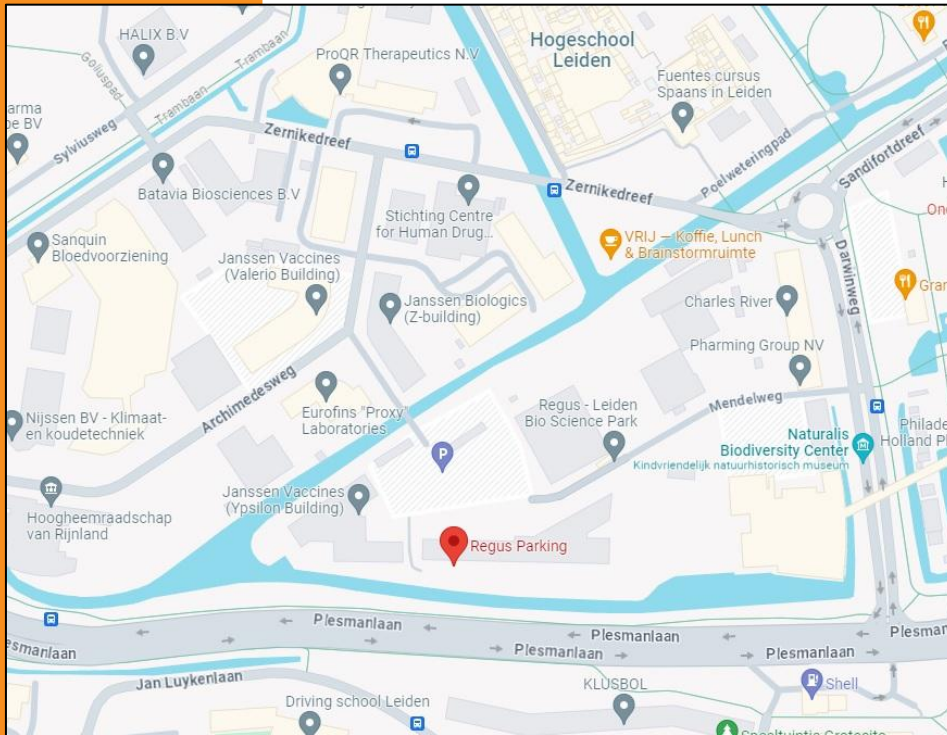 HALIX B.V
Goliuspad
Trambaan
Trambaan
Sylviusweg
ProQR Therapeutics N.V
Hogeschool
Leiden
Fuentes cursus
Spaans in Leiden
Zernikedreef
Batavia Biosciences B.V
Zernikedreef
Poelweteringpad
Sandifortdreef
Stichting Centre
for Human Drug...
Sanquin
Bloedvoorziening
Janssen Vaccines
(Valerio Building)
VRIJ – Koffie, Lunch
& Brainstormruimte
Darwinweg
Janssen Biologics
(Z-building)
Charles River
Pharming Group NV
Archimedesweg
Eurofins "Proxy"
Laboratories
Regus - Leiden
Bio Science Park
Mendelweg
Nijssen BV - Klimaat-
en koudetechniek
P
Naturalis
Biodiversity Center
Kindvriendelijk natuurhistorisch museum
Holland
Janssen Vaccines
(Ypsilon Building)
Hoogheemraadschap
van Rijnland
Regus Parking
Plesmanlaan
Plesmanlaan
Plesmanlaan
Jan Luykenlaan
Driving school Leiden
KLUSBOL
Shell